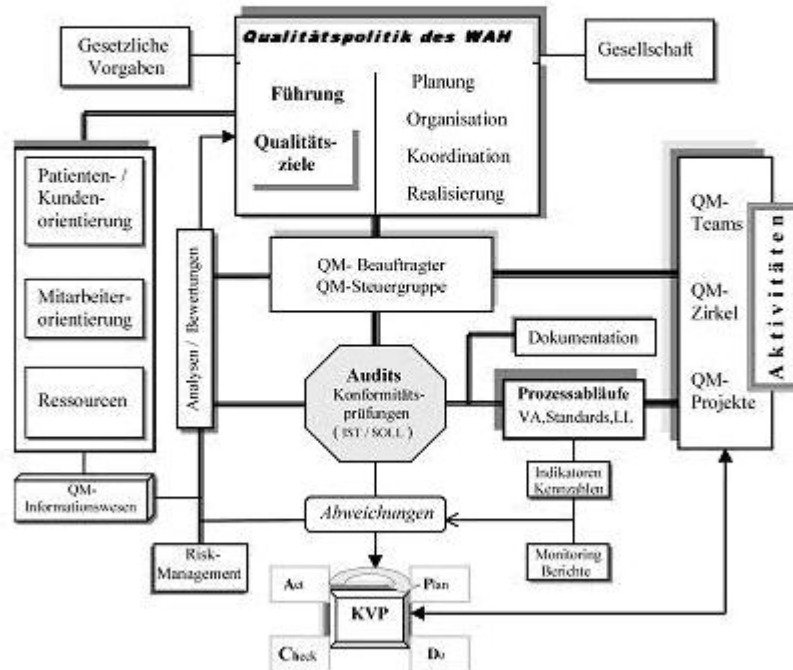 Gesetzliche
Vorgaben
Qualitätspolitik des WAH
Gesellschaft
Führung
Qualitäts-
ziele
Planung
Organisation
Koordination
Realisierung
Patienten- /
Kunden-
orientierung
Mitarbeiter-
orientierung
Ressourcen
QM-
Informationswesen
Analysen / Bewertungen
QM- Beauftragter
QM-Steuergruppe
Audits
Konformitäts-
prüfungen
( IST / SOLL )
Dokumentation
Prozessabläufe
VA,Standards,LL
Indikatoren
Kennzahlen
Monitoring
Berichte
QM-
Teams
QM-
Zirkel
QM-
Projekte
Aktivitäten
Abweichungen
Risk-
Management
Act
Plan
KVP
Check
Do